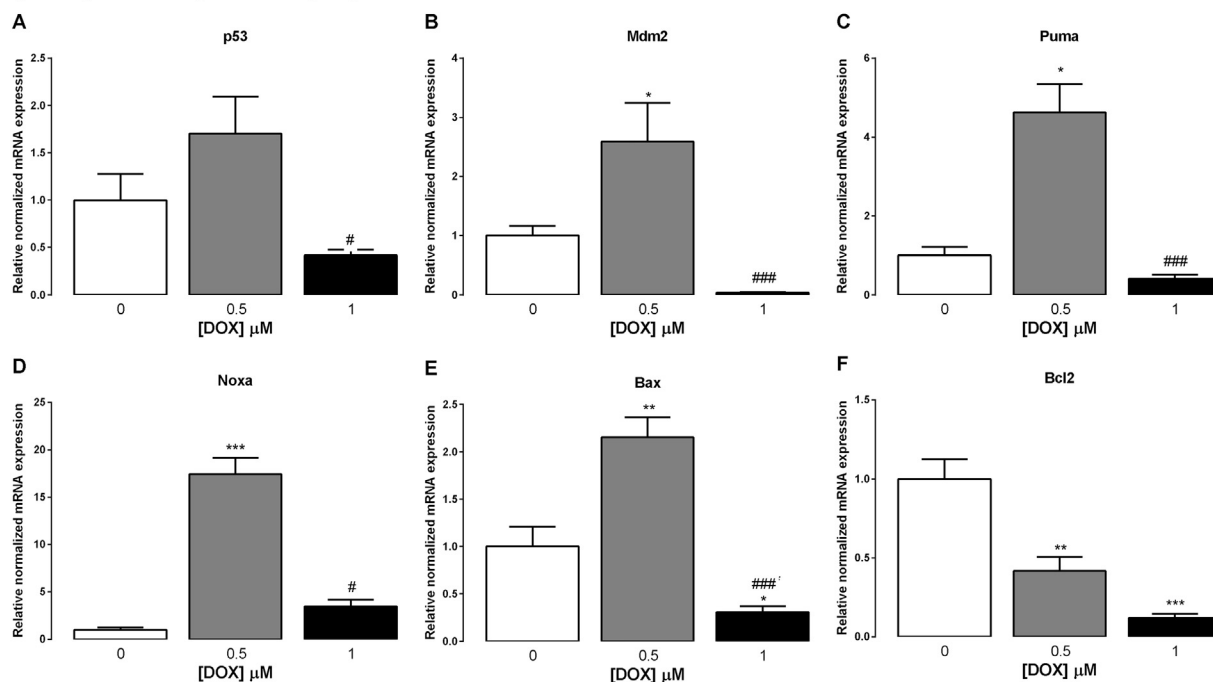 A
p53
Relative normalized mRNA expression
2.5
2.0
1.5
1.0
0.5
0.0
#
0
0.5
1
[DOX] µM
B
Mdm2
Relative normalized mRNA expression
4
3
2
1
0
*
###
0
0.5
1
[DOX] µM
C
Puma
Relative normalized mRNA expression
6
4
2
0
*
###
0
0.5
1
[DOX] µM
D
Noxa
Relative normalized mRNA expression
25
20
15
10
5
0
***
#
0
0.5
1
[DOX] µM
E
Bax
Relative normalized mRNA expression
2.5
2.0
1.5
1.0
0.5
0.0
**
###
*
0
0.5
1
[DOX] µM
F
Bcl2
Relative normalized mRNA expression
1.5
1.0
0.5
0.0
**
***
0
0.5
1
[DOX] µM